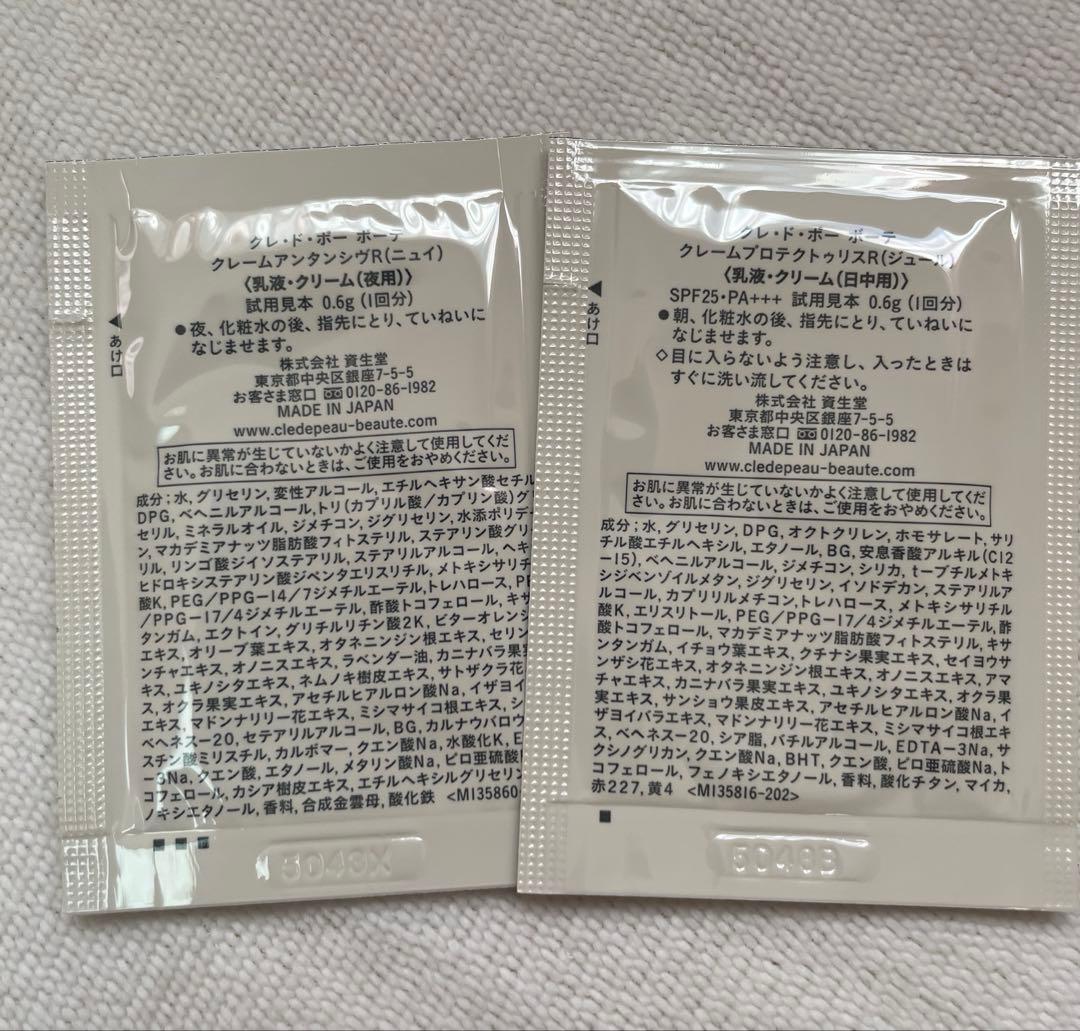 クレ・ド・ポー ボーテ
クレームアンタンシヴR(ニュイ)
〈乳液・クリーム(夜用)〉
試用見本 0.6g (1回分)
●夜、化粧水の後、指先にとり、ていねいに
なじませます。
◀あけ口
株式会社 資生堂
東京都中央区銀座7-5-5
お客さま窓口 0120-86-1982
MADE IN JAPAN
www.cledepeau-beaute.com
お肌に異常が生じていないかよく注意して使用してくだ
さい。お肌に合わないときは、ご使用をおやめください。
成分;水, グリセリン, 変性アルコール, エチルヘキサン酸セチル
DPG, ベヘニルアルコール, トリ(カプリル酸/カプリン酸)グ
セリル, ミネラルオイル, ジメチコン, ジグリセリン, 水添ポリデ
ン, マカデミアナッツ脂肪酸フィトステリル, ステアリン酸グリ
リル, リンゴ酸ジイソステアリル, ステアリルアルコール, ヘキ
ヒドロキシステアリン酸ジペンタエリスリチル, メトキシサリチ
酸K, PEG/PPG-14/7ジメチルエーテル, トレハロース, PE
/PPG-17/4ジメチルエーテル, 酢酸トコフェロール, キサ
タンガム, エクトイン, グリチルリチン酸2K, ビターオレンジ
エキス, オリーブ葉エキス, オタネニンジン根エキス, セリン
ンチャエキス, オノニスエキス, ラベンダー油, カニナバラ果実
キス, ユキノシタエキス, ネムノキ樹皮エキス, サトザクラ花
ス, オクラ果実エキス, アセチルヒアルロン酸Na, イザヨイ
エキス, マドンナリリー花エキス, ミシマサイコ根エキス, シ
ベヘネス-20, セテアリルアルコール, BG, カルナウバロウ
スチン酸ミリスチル, カルボマー, クエン酸Na, 水酸化K, E
-3Na, クエン酸, エタノール, メタリン酸Na, ピロ亜硫酸
コフェロール, カシア樹皮エキス, エチルヘキシルグリセリン
ノキシエタノール, 香料, 合成金雲母, 酸化鉄 <MI35860
5043X
クレ・ド・ポー ボーテ
クレームプロテクトゥリスR(ジュール)
〈乳液・クリーム(日中用)〉
SPF25・PA+++ 試用見本 0.6g (1回分)
●朝、化粧水の後、指先にとり、ていねいに
なじませます。
◇目に入らないよう注意し、入ったときは
すぐに洗い流してください。
◀あけ口
株式会社 資生堂
東京都中央区銀座7-5-5
お客さま窓口 0120-86-1982
MADE IN JAPAN
www.cledepeau-beaute.com
お肌に異常が生じていないかよく注意して使用してくだ
さい。お肌に合わないときは、ご使用をおやめください。
成分;水, グリセリン, DPG, オクトクリレン, ホモサレート, サリ
チル酸エチルヘキシル, エタノール, BG, 安息香酸アルキル(C12
-15), ベヘニルアルコール, ジメチコン, シリカ, t-ブチルメトキ
シジベンゾイルメタン, ジグリセリン, イソドデカン, ステアリルア
ルコール, カプリリルメチコン, トレハロース, メトキシサリチル
酸K, エリスリトール, PEG/PPG-17/4ジメチルエーテル, 酢
酸トコフェロール, マカデミアナッツ脂肪酸フィトステリル, キサ
ンタンガム, イチョウ葉エキス, クチナシ果実エキス, セイヨウサ
ンザシ花エキス, オタネニンジン根エキス, オノニスエキス, アマ
チャエキス, カニナバラ果実エキス, ユキノシタエキス, オクラ果
実エキス, サンショウ果皮エキス, アセチルヒアルロン酸Na, イ
ザヨイバラエキス, マドンナリリー花エキス, ミシマサイコ根エキ
ス, ベヘネス-20, シア脂, バチルアルコール, EDTA-3Na, サ
クシノグリカン, クエン酸Na, BHT, クエン酸, ピロ亜硫酸Na, ト
コフェロール, フェノキシエタノール, 香料, 酸化チタン, マイカ,
赤227, 黄4 <MI35816-202>
5043B